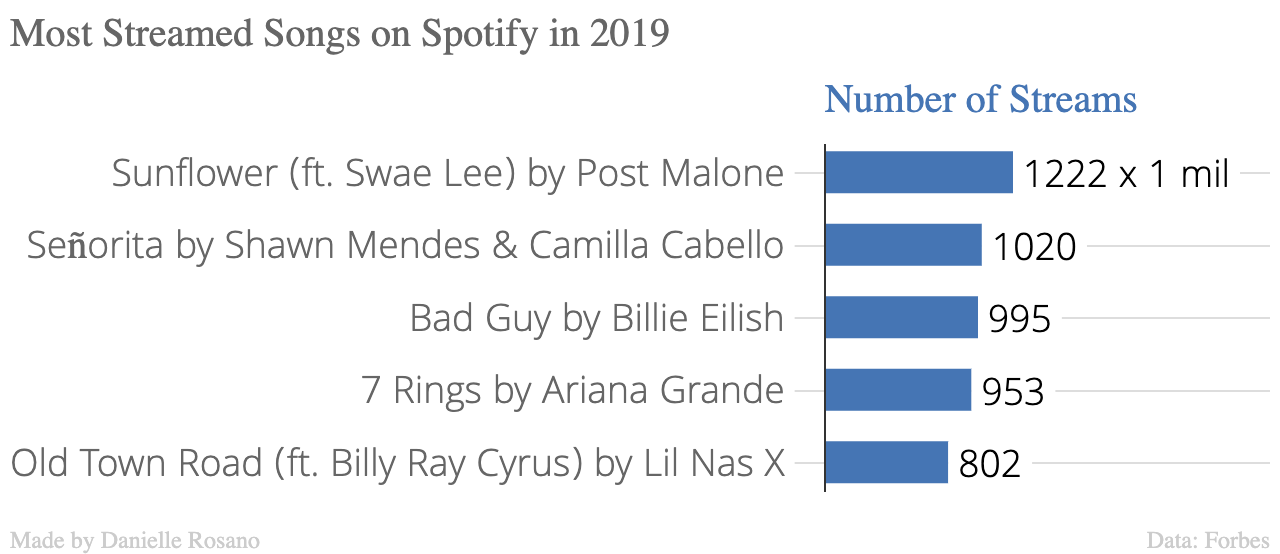 Most Streamed Songs on Spotify in 2019
Number of Streams
Sunflower (ft. Swae Lee) by Post Malone 1222 x 1 mil
Señorita by Shawn Mendes & Camilla Cabello 1020
Bad Guy by Billie Eilish 995
7 Rings by Ariana Grande 953
Old Town Road (ft. Billy Ray Cyrus) by Lil Nas X 802
Made by Danielle Rosano Data: Forbes